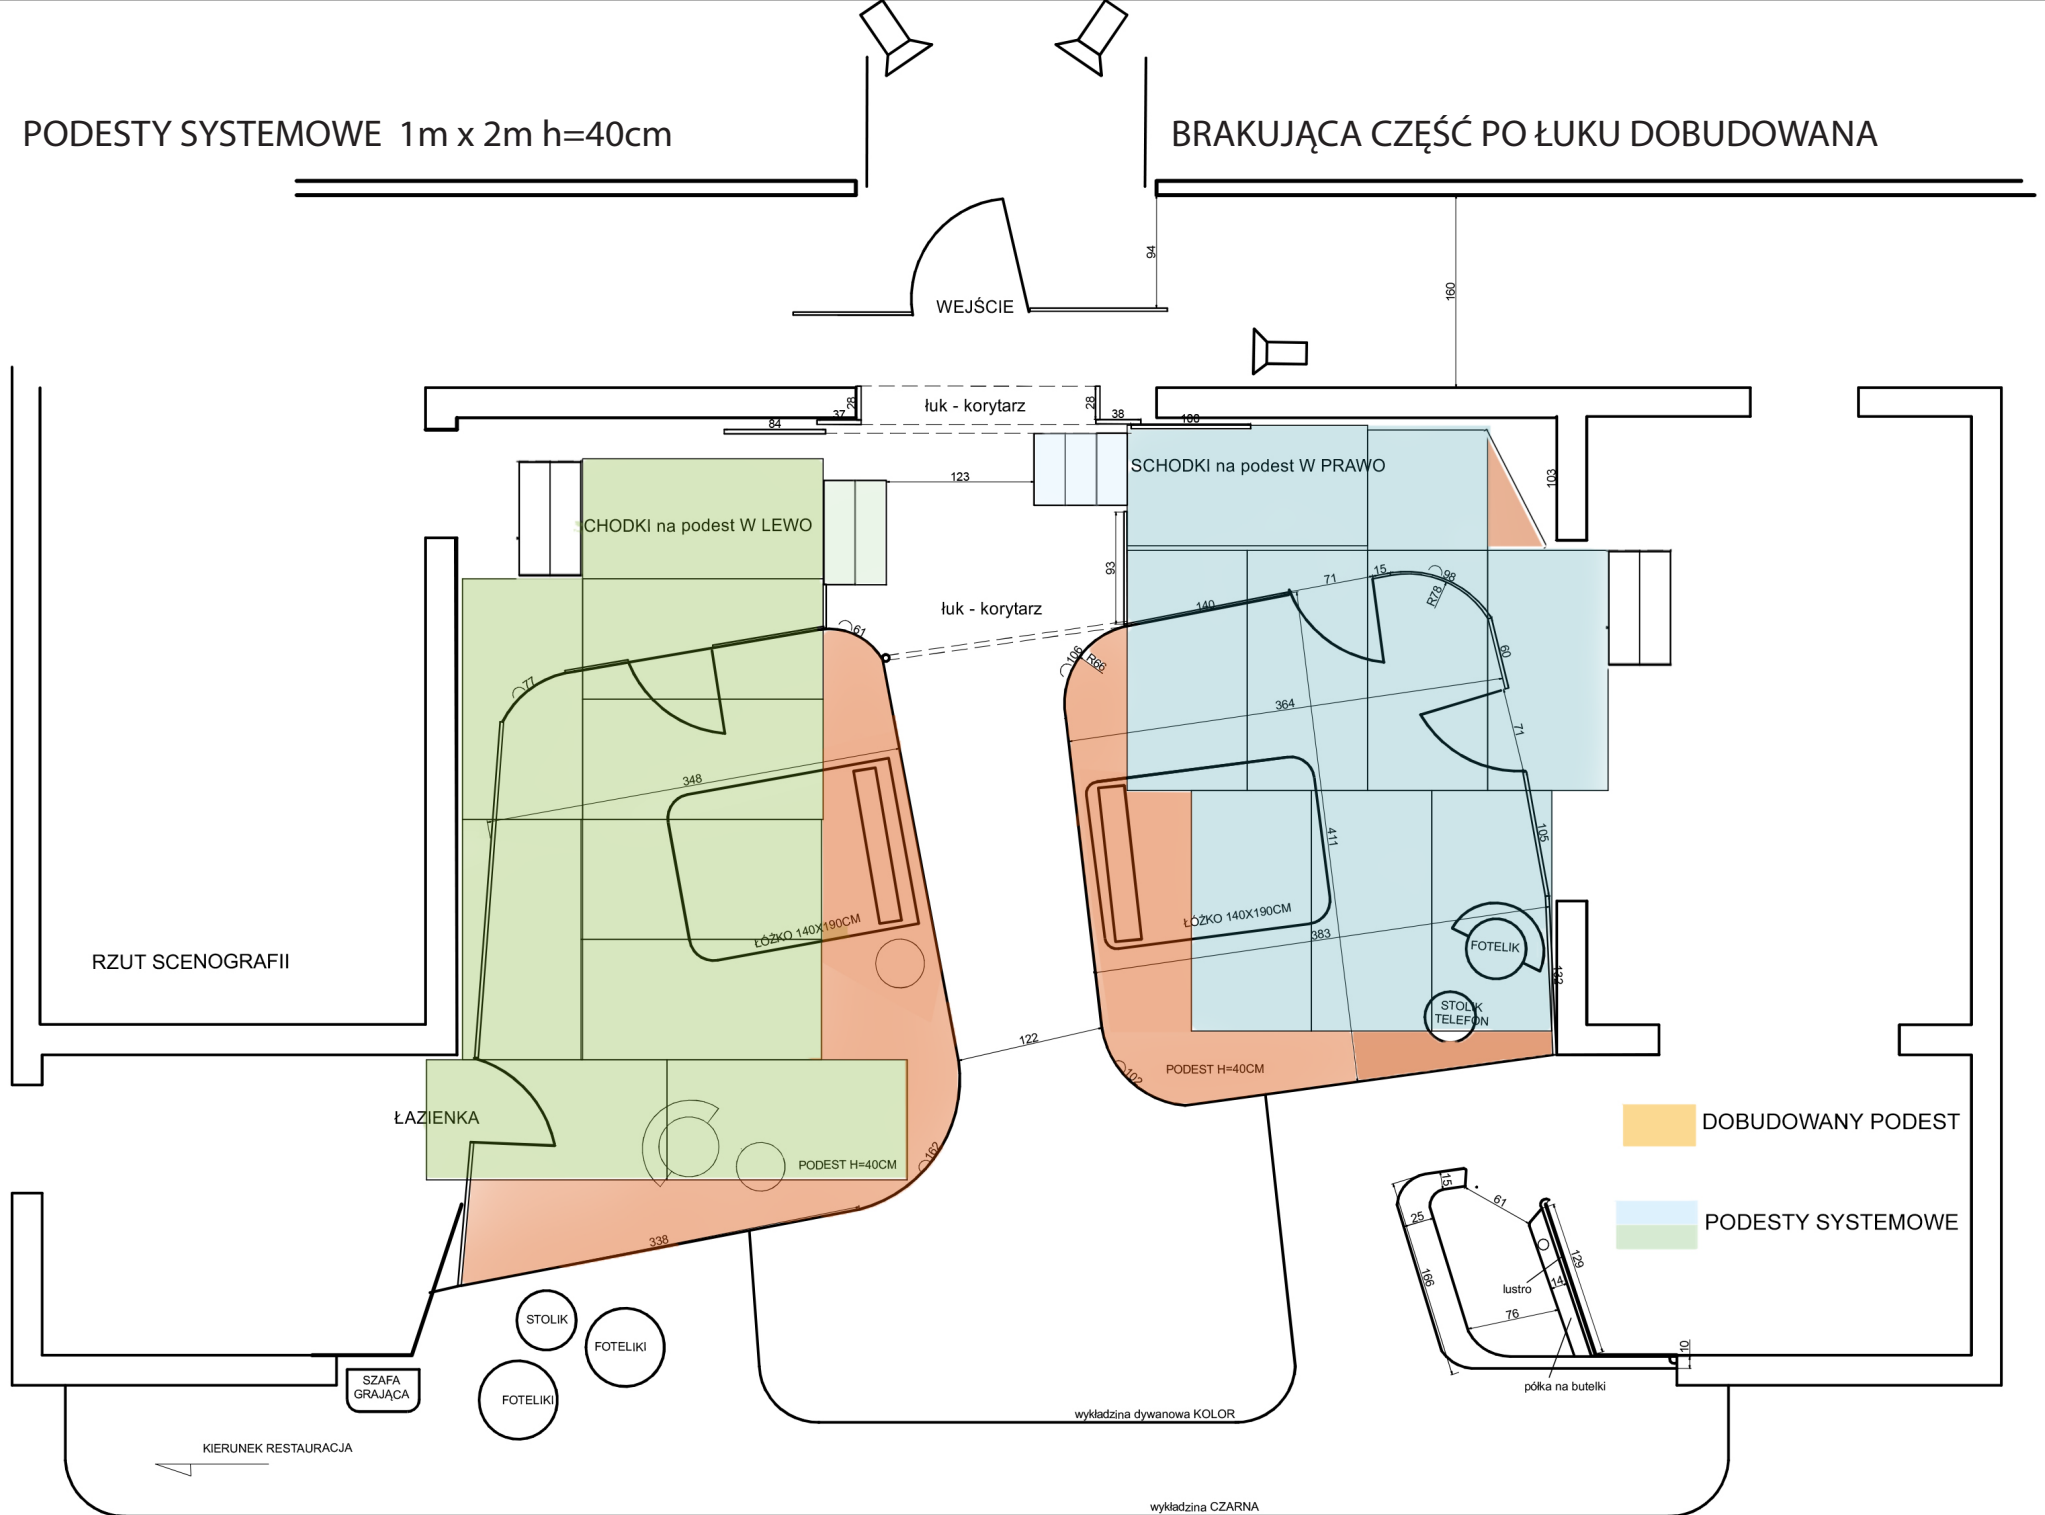 PODESTY SYSTEMOWE 1m x 2m h=40cm
BRAKUJĄCA CZĘŚĆ PO ŁUKU DOBUDOWANA
94
160
WEJŚCIE
28
łuk - korytarz
28
37
38
84
100
SCHODKI na podest W PRAWO
103
123
CHODKI na podest W LEWO
93
łuk - korytarz
140
71
15
98
R78
61
106
R66
60
77
364
71
348
411
105
ŁÓŻKO 140X190CM
ŁÓŻKO 140X190CM
383
FOTELIK
132
RZUT SCENOGRAFII
STOLIK
TELEFON
122
102
PODEST H=40CM
ŁAZIENKA
162
PODEST H=40CM
DOBUDOWANY PODEST
PODESTY SYSTEMOWE
15
61
25
338
129
166
lustro
14
76
10
STOLIK
FOTELIKI
SZAFA
GRAJĄCA
FOTELIKI
półka na butelki
wykładzina dywanowa KOLOR
KIERUNEK RESTAURACJA
wykładzina CZARNA